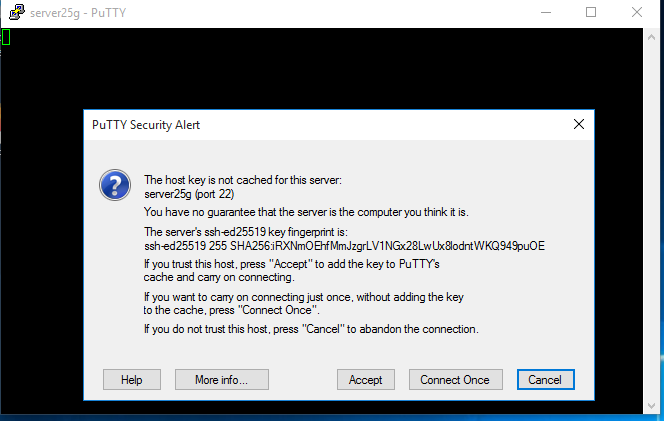 server25g - PuTTY
PuTTY Security Alert
The host key is not cached for this server:
server25g (port 22)
You have no guarantee that the server is the computer you think it is.
The server's ssh-ed25519 key fingerprint is:
ssh-ed25519 255 SHA256:iRXNmOEhfMmJzgrLV1NGx28LwUx8lodntWKQ949puOE
If you trust this host, press "Accept" to add the key to PuTTY's
cache and carry on connecting.
If you want to carry on connecting just once, without adding the key
to the cache, press "Connect Once".
If you do not trust this host, press "Cancel" to abandon the connection.
Help More info... Accept Connect Once Cancel